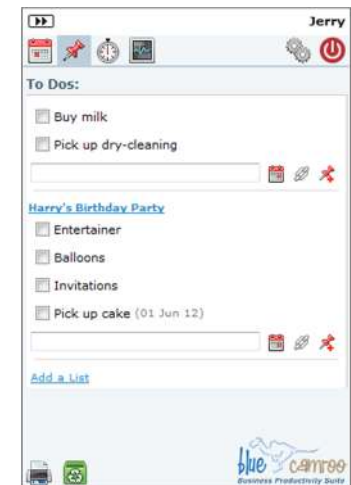 Jerry
To Dos:
Buy milk
Pick up dry-cleaning
Harry's Birthday Party
Entertainer
Balloons
Invitations
Pick up cake (01 Jun 12)
Add a List
blue camroo
Business Productivity Suite